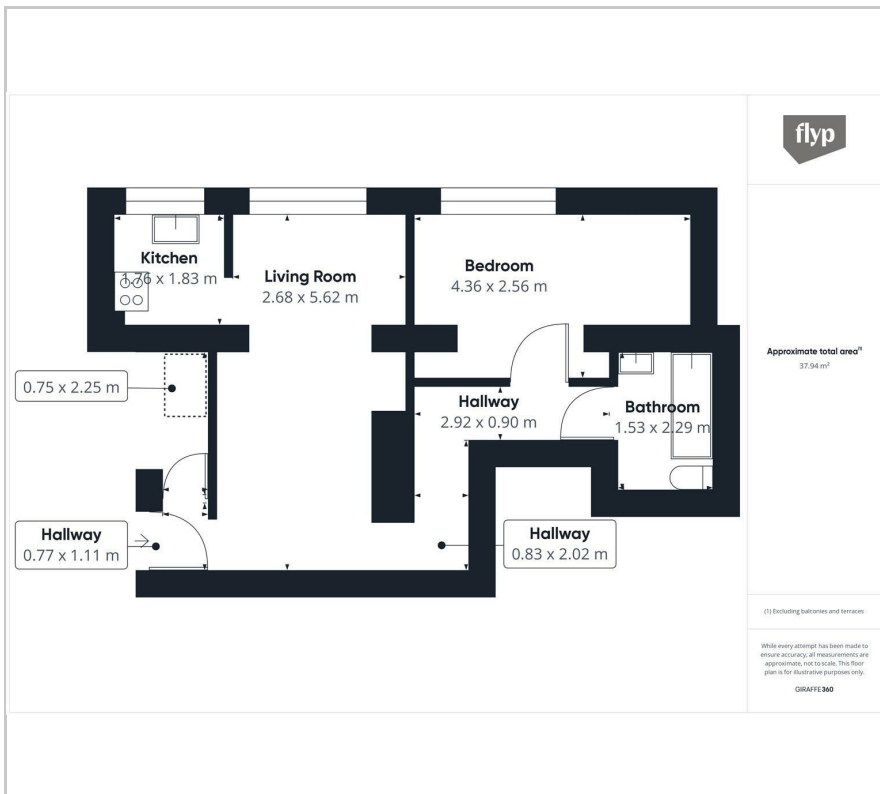 Kitchen
1.76 x 1.83 m
Living Room
2.68 x 5.62 m
Bedroom
4.36 x 2.56 m
0.75 x 2.25 m
Hallway
2.92 x 0.90 m
Bathroom
1.53 x 2.29 m
Hallway
0.77 x 1.11 m
Hallway
0.83 x 2.02 m
flyp
Approximate total area⁽¹⁾
37.94 m²
(1) Excluding balconies and terraces
While every attempt has been made to
ensure accuracy, all measurements are
approximate, not to scale. This floor
plan is for illustrative purposes only.
GIRAFFE360